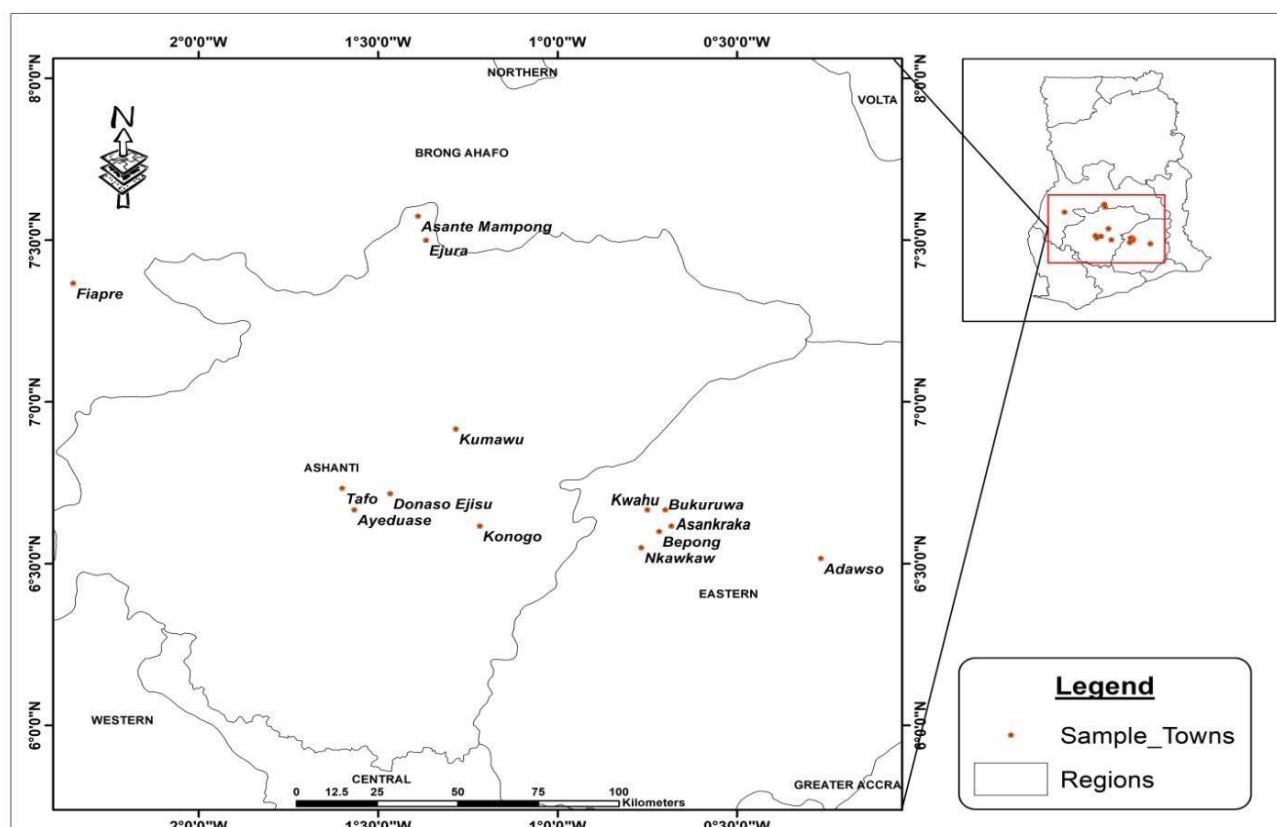 2°0'0"W 1°30'0"W 1°0'0"W 0°30'0"W
8°0'0"N
8°0'0"N
NORTHERN
VOLTA
N
BRONG AHAFO
Asante Mampong
7°30'0"N
7°30'0"N
Ejura
Fiapre
7°0'0"N
7°0'0"N
Kumawu
ASHANTI
Tafo
Donaso Ejisu
Kwahu
Bukuruwa
Ayeduase
Konogo
Asankraka
Bepong
Nkawkaw
6°30'0"N
6°30'0"N
Adawso
EASTERN
WESTERN
6°0'0"N
6°0'0"N
CENTRAL
GREATER ACCRA
0 12.5 25 50 75 100
Kilometers
2°0'0"W 1°30'0"W 1°0'0"W 0°30'0"W
Legend
Sample_Towns
Regions